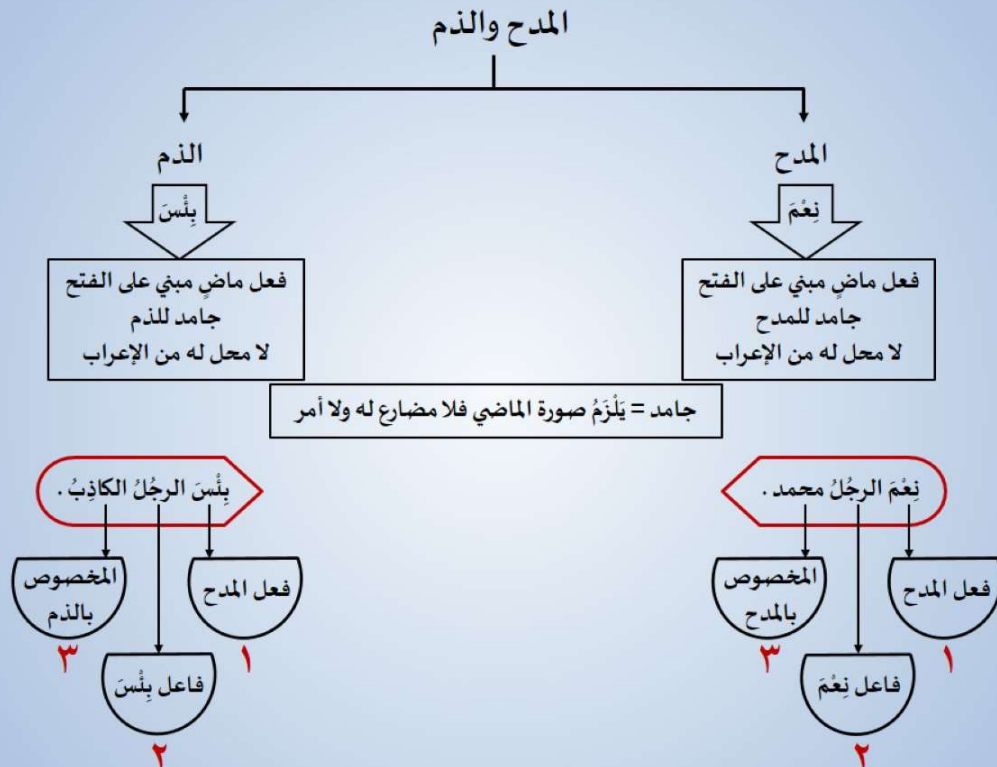 المدح والذم
المدح
الذم
نِعْمَ
بِئْسَ
فعل ماضٍ مبني على الفتح
جامد للمدح
لا محل له من الإعراب
فعل ماضٍ مبني على الفتح
جامد للذم
لا محل له من الإعراب
جامد = يَلْزَمُ صورة الماضي فلا مضارع له ولا أمر
نِعْمَ الرجُلُ محمد .
بِئْسَ الرجُلُ الكاذِبُ .
فعل المدح
المخصوص
بالمدح
١
٣
فاعل نِعْمَ
٢
فعل المدح
المخصوص
بالذم
١
٣
فاعل بِئْسَ
٢